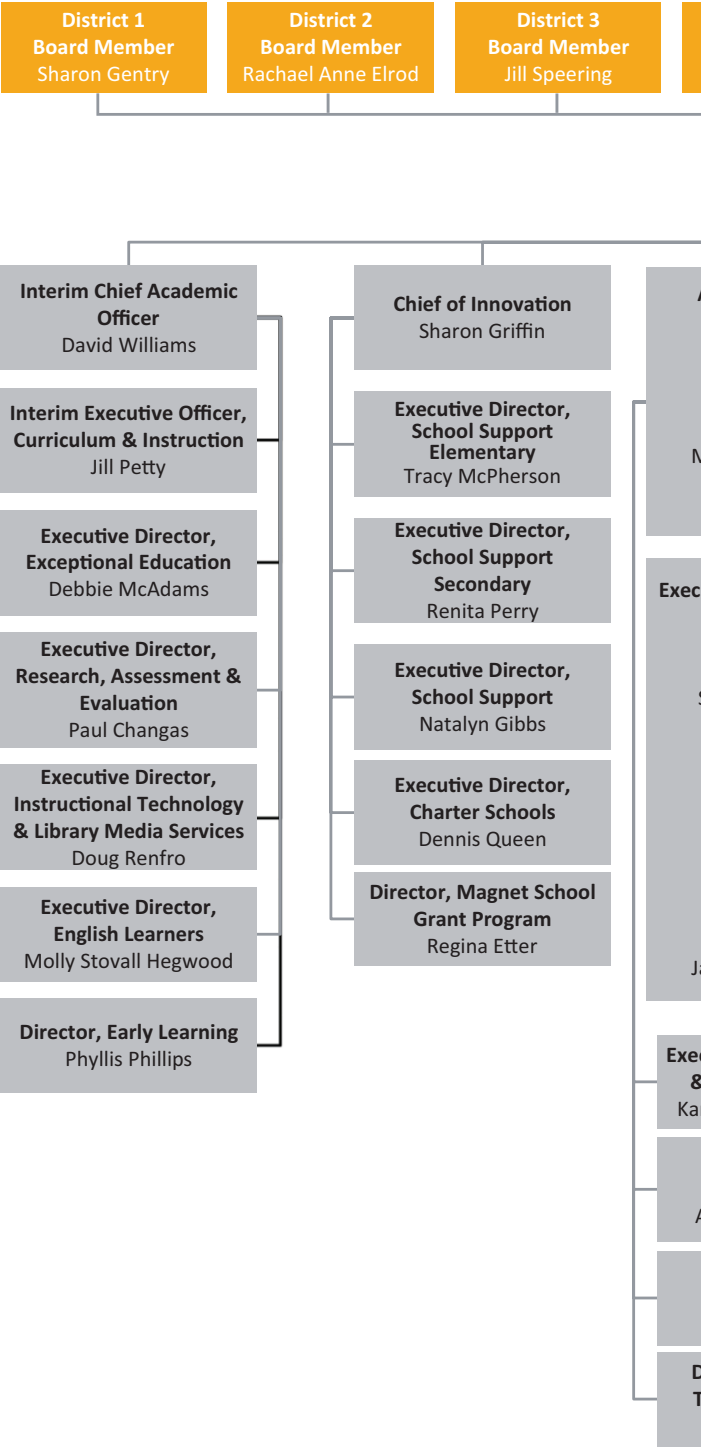 District 1
Board Member
Sharon Gentry
District 2
Board Member
Rachael Anne Elrod
District 3
Board Member
Jill Speering
Interim Chief Academic
Officer
David Williams
Interim Executive Officer,
Curriculum & Instruction
Jill Petty
Executive Director,
Exceptional Education
Debbie McAdams
Executive Director,
Research, Assessment &
Evaluation
Paul Changas
Executive Director,
Instructional Technology
& Library Media Services
Doug Renfro
Executive Director,
English Learners
Molly Stovall Hegwood
Director, Early Learning
Phyllis Phillips
Chief of Innovation
Sharon Griffin
Executive Director,
School Support
Elementary
Tracy McPherson
Executive Director,
School Support
Secondary
Renita Perry
Executive Director,
School Support
Natalyn Gibbs
Executive Director,
Charter Schools
Dennis Queen
Director, Magnet School
Grant Program
Regina Etter
&